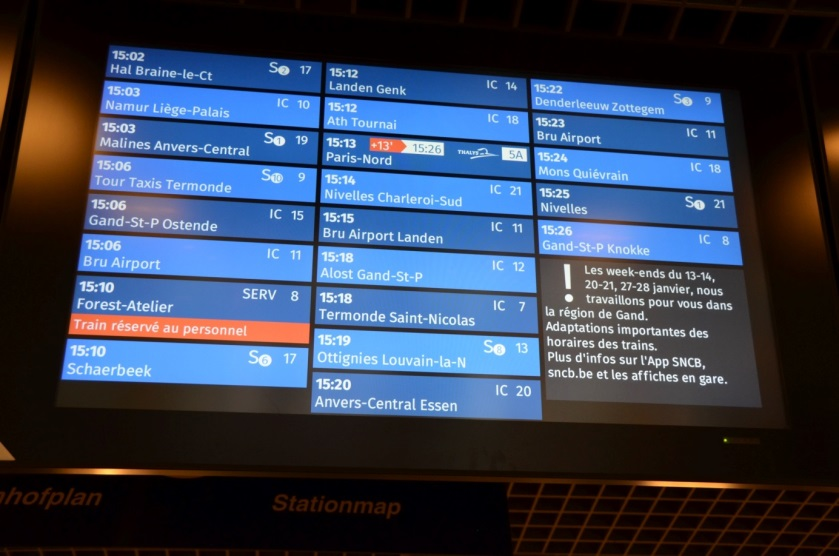 15:02
Hal Braine-le-Ct S2 17
15:03
Namur Liège-Palais IC 10
15:03
Malines Anvers-Central S1 19
15:06
Tour Taxis Termonde S10 9
15:06
Gand-St-P Ostende IC 15
15:06
Bru Airport IC 11
15:10
Forest-Atelier SERV 8
Train réservé au personnel
15:10
Schaerbeek S6 17
15:12
Landen Genk IC 14
15:12
Ath Tournai IC 18
15:13 +13' 15:26 THALYS 5A
Paris-Nord
15:14
Nivelles Charleroi-Sud IC 21
15:15
Bru Airport Landen IC 11
15:18
Alost Gand-St-P IC 12
15:18
Termonde Saint-Nicolas IC 7
15:19
Ottignies Louvain-la-N S8 13
15:20
Anvers-Central Essen IC 20
15:22
Denderleeuw Zottegem S3 9
15:23
Bru Airport IC 11
15:24
Mons Quiévrain IC 18
15:25
Nivelles S1 21
15:26
Gand-St-P Knokke IC 8
! Les week-ends du 13-14,
20-21, 27-28 janvier, nous
travaillons pour vous dans
la région de Gand.
Adaptations importantes des
horaires des trains.
Plus d'infos sur l'App SNCB,
sncb.be et les affiches en gare.
hofplan
Stationmap